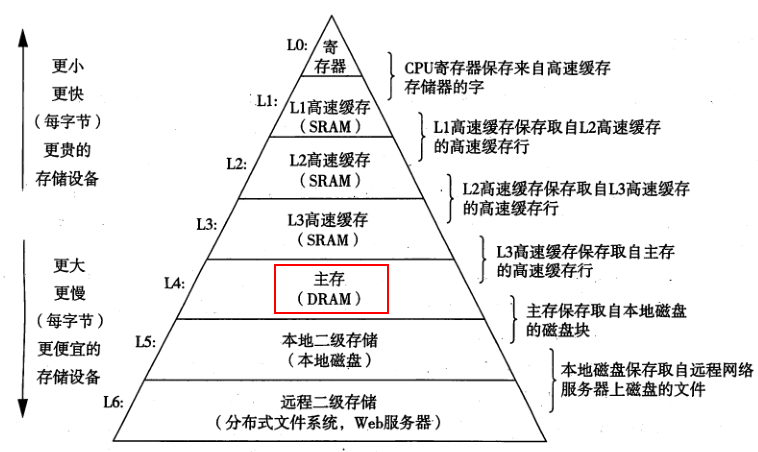 L0:
寄
存器
CPU寄存器保存来自高速缓存
存储器的字
更小
更快
（每字节）
更贵的
存储设备
L1:
L1高速缓存
（SRAM）
L1高速缓存保存取自L2高速缓存
的高速缓存行
L2:
L2高速缓存
（SRAM）
L2高速缓存保存取自L3高速缓存
的高速缓存行
L3:
L3高速缓存
（SRAM）
L3高速缓存保存取自主存
的高速缓存行
更大
更慢
（每字节）
更便宜的
存储设备
L4:
主存
（DRAM）
主存保存取自本地磁盘
的磁盘块
L5:
本地二级存储
（本地磁盘）
本地磁盘保存取自远程网络
服务器上磁盘的文件
L6:
远程二级存储
（分布式文件系统，Web服务器）